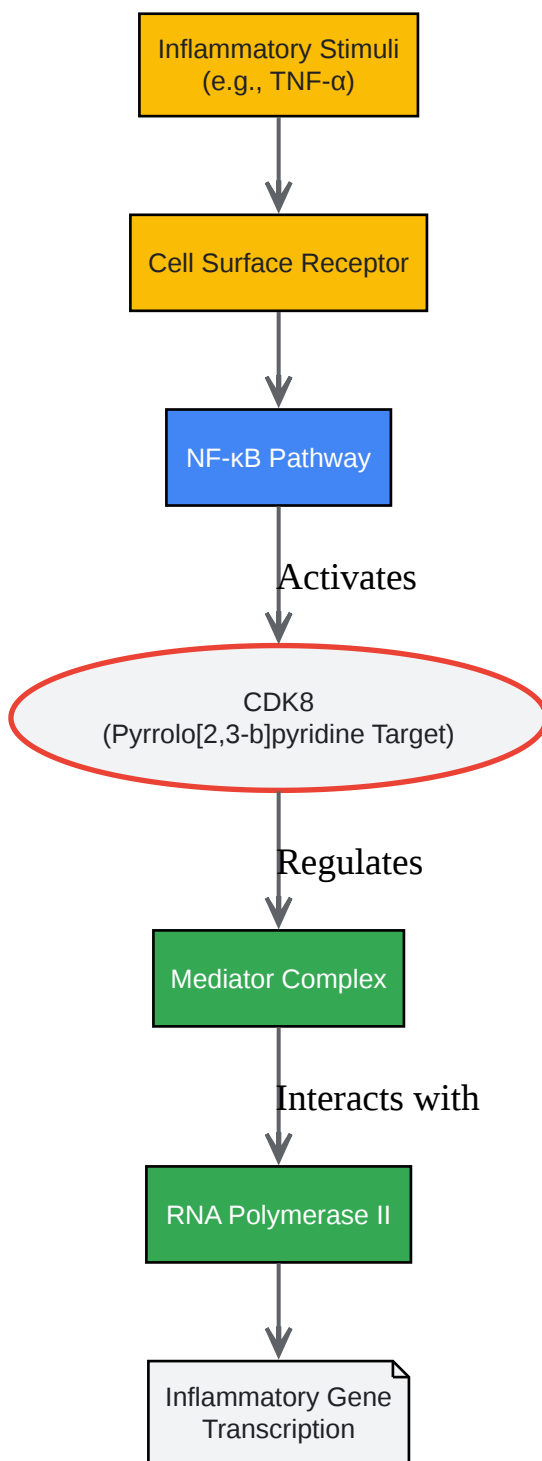 Inflammatory Stimuli
(e.g., TNF-α)
Cell Surface Receptor
NF-κB Pathway
Activates
CDK8
(Pyrrolo[2,3-b]pyridine Target)
Regulates
Mediator Complex
Interacts with
RNA Polymerase II
Inflammatory Gene
Transcription